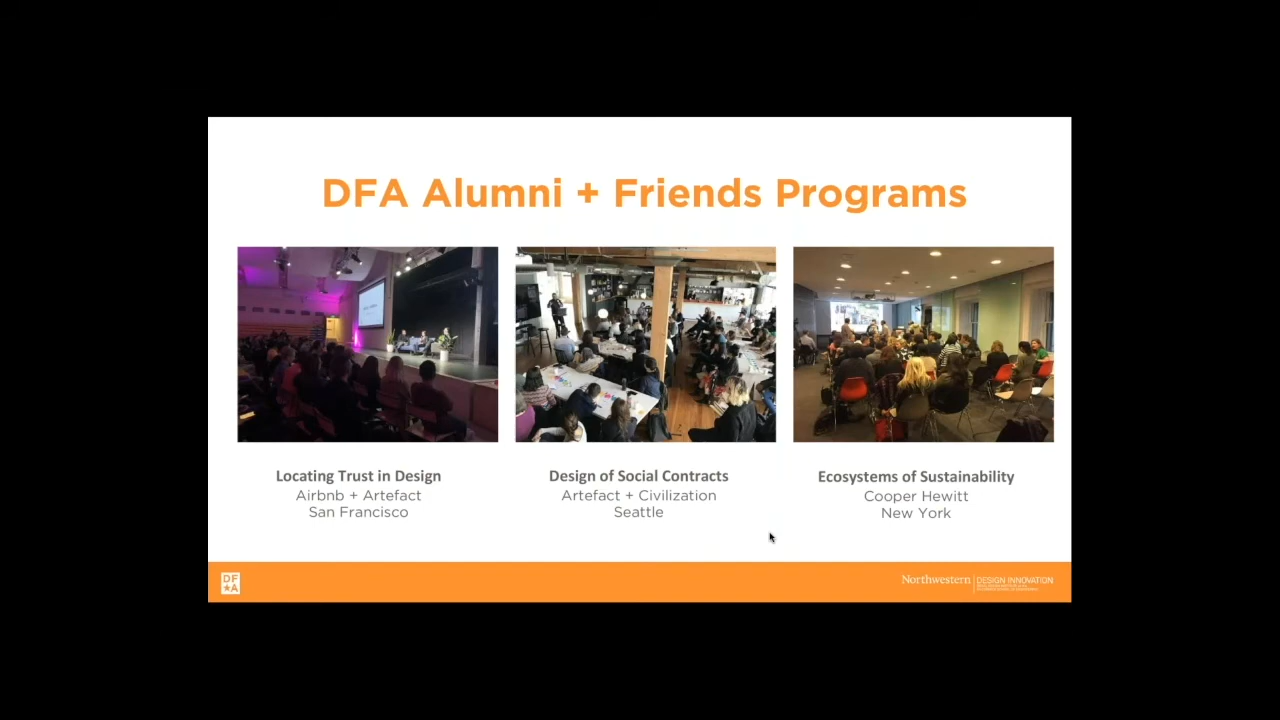 DFA Alumni + Friends Programs
Locating Trust in Design
Airbnb + Artefact
San Francisco
Design of Social Contracts
Artefact + Civilization
Seattle
Ecosystems of Sustainability
Cooper Hewitt
New York
DF
★A
Northwestern
DESIGN INNOVATION